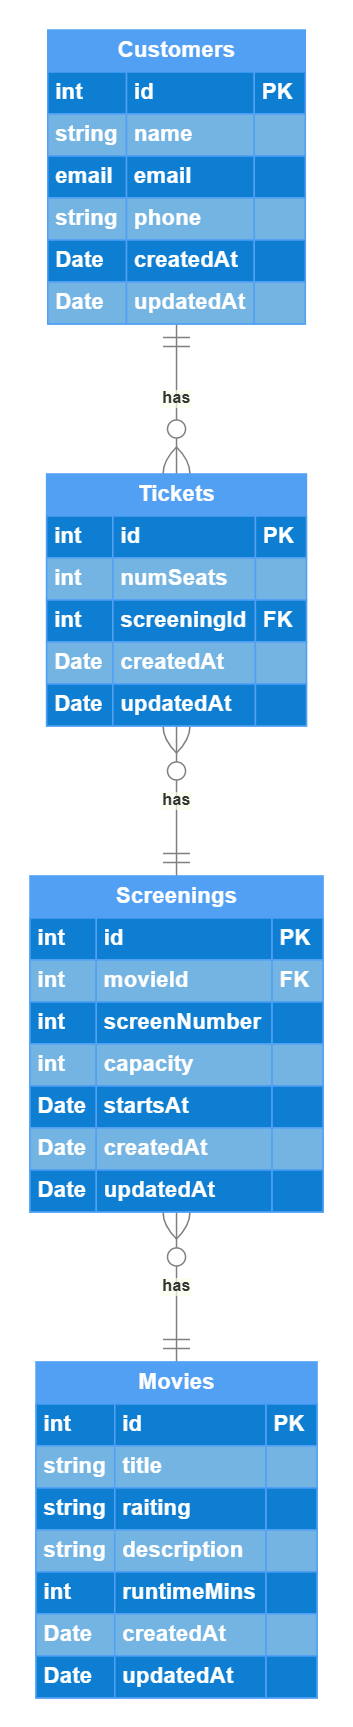 Customers
int id PK
string name
email email
string phone
Date createdAt
Date updatedAt
has
Tickets
int id PK
int numSeats
int screeningId FK
Date createdAt
Date updatedAt
has
Screenings
int id PK
int movieId FK
int screenNumber
int capacity
Date startsAt
Date createdAt
Date updatedAt
has
Movies
int id PK
string title
string raiting
string description
int runtimeMins
Date createdAt
Date updatedAt